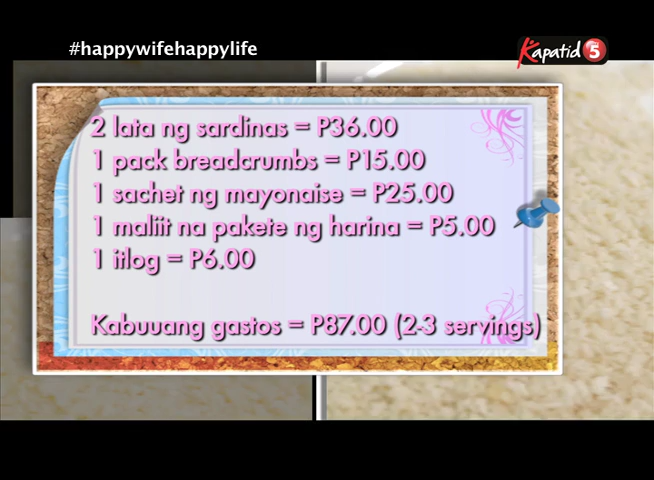 #happywifehappylife
Kapatid 5
2 lata ng sardinas = P36.00
1 pack breadcrumbs = P15.00
1 sachet ng mayonaise = P25.00
1 maliit na pakete ng harina = P5.00
1 itlog = P6.00
Kabuuang gastos = P87.00 (2-3 servings)